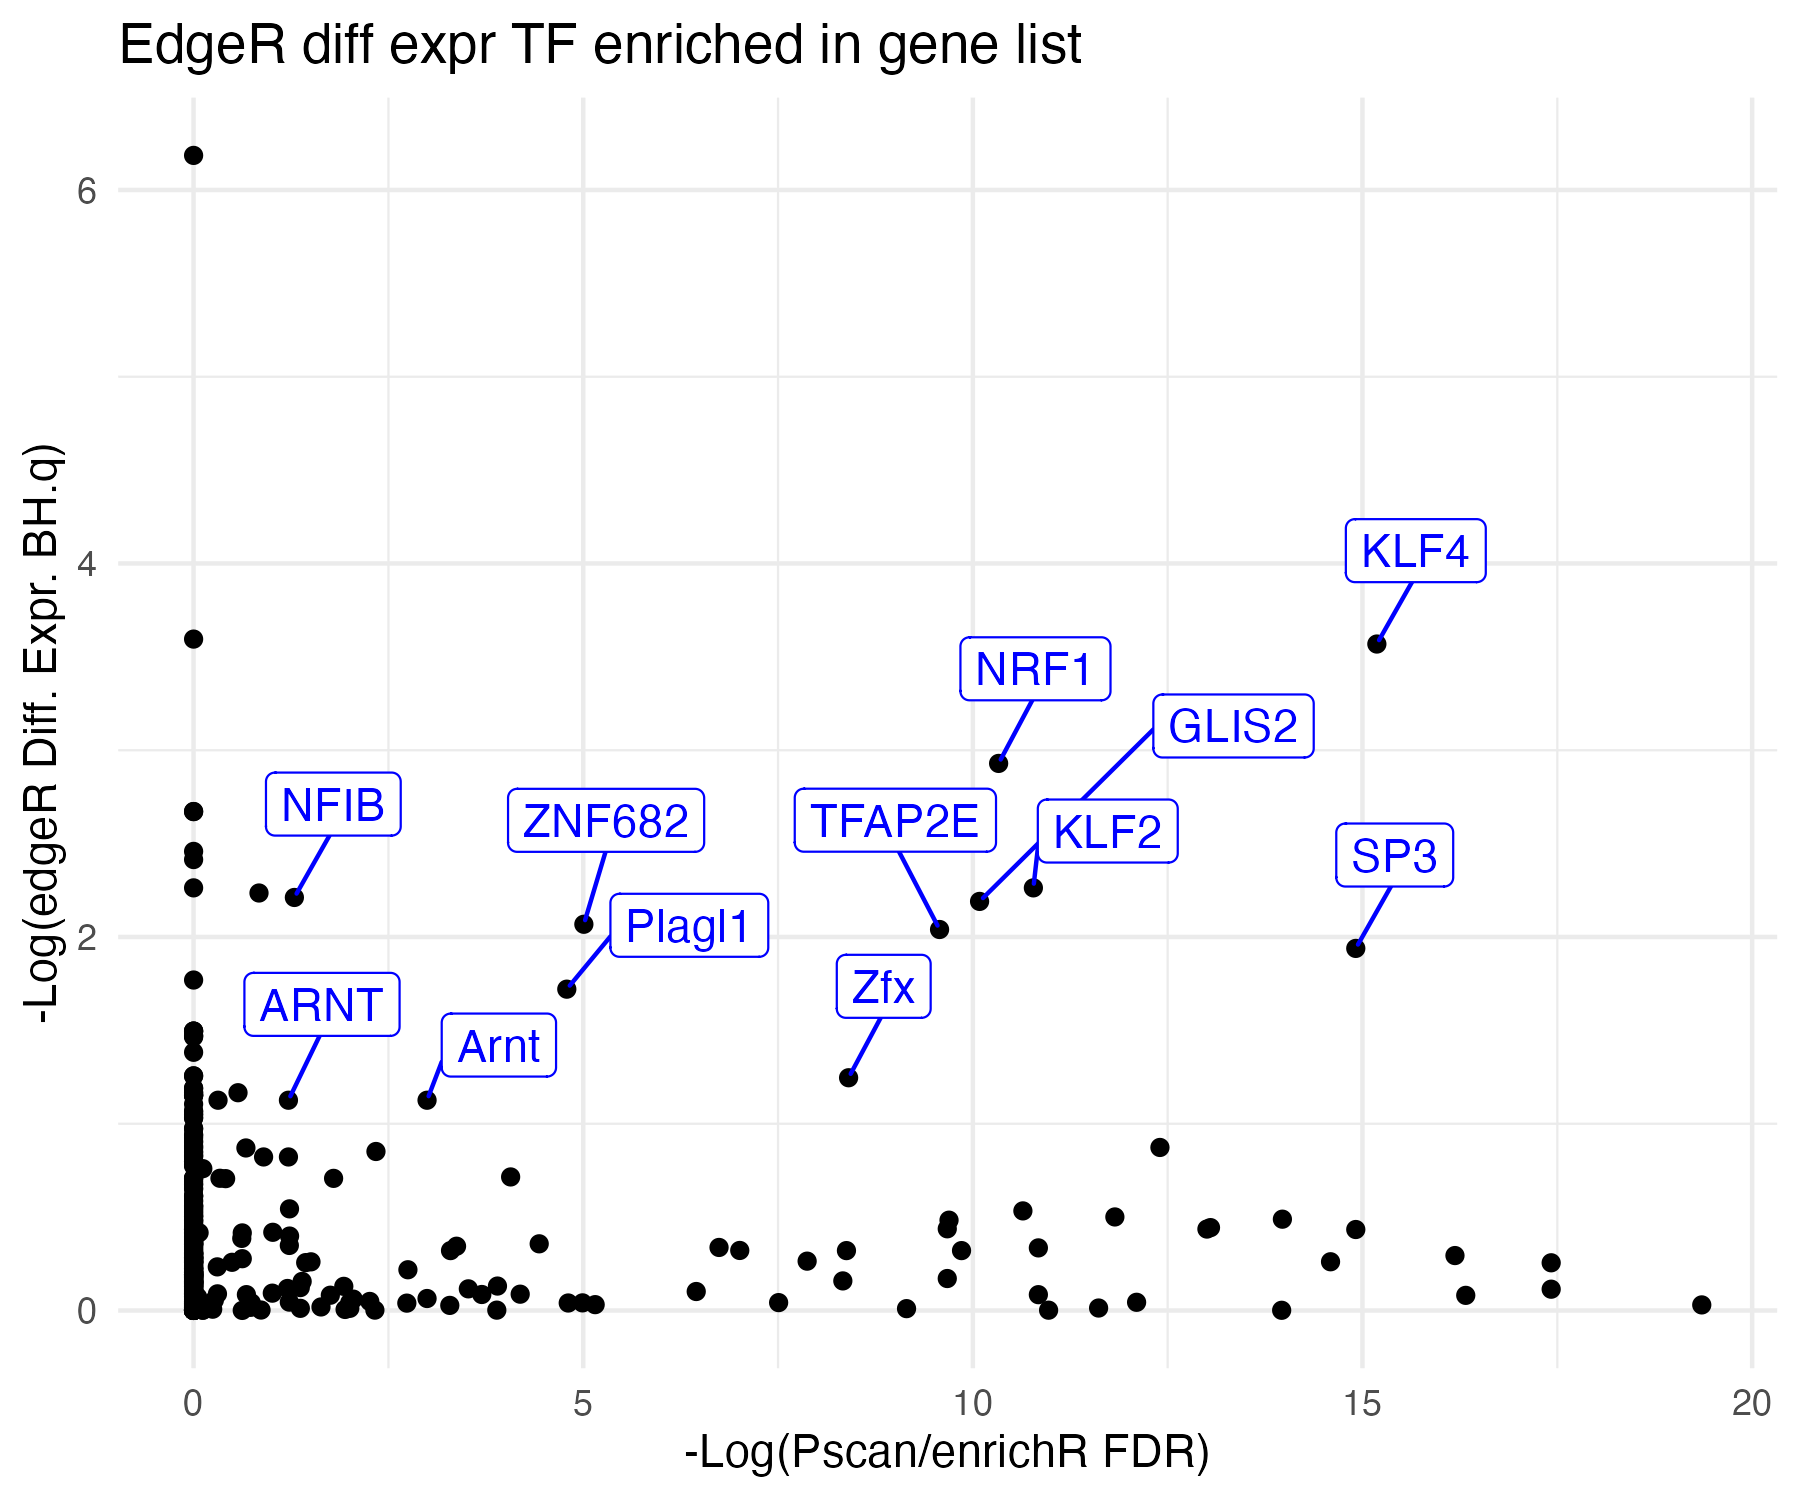 EdgeR diff expr TF enriched in gene list
-Log(edgeR Diff. Expr. BH.q)
6
4
2
0
KLF4
NRF1
GLIS2
NFIB
ZNF682
TFAP2E
KLF2
SP3
Plagl1
Zfx
ARNT
Arnt
0 5 10 15 20
-Log(Pscan/enrichR FDR)